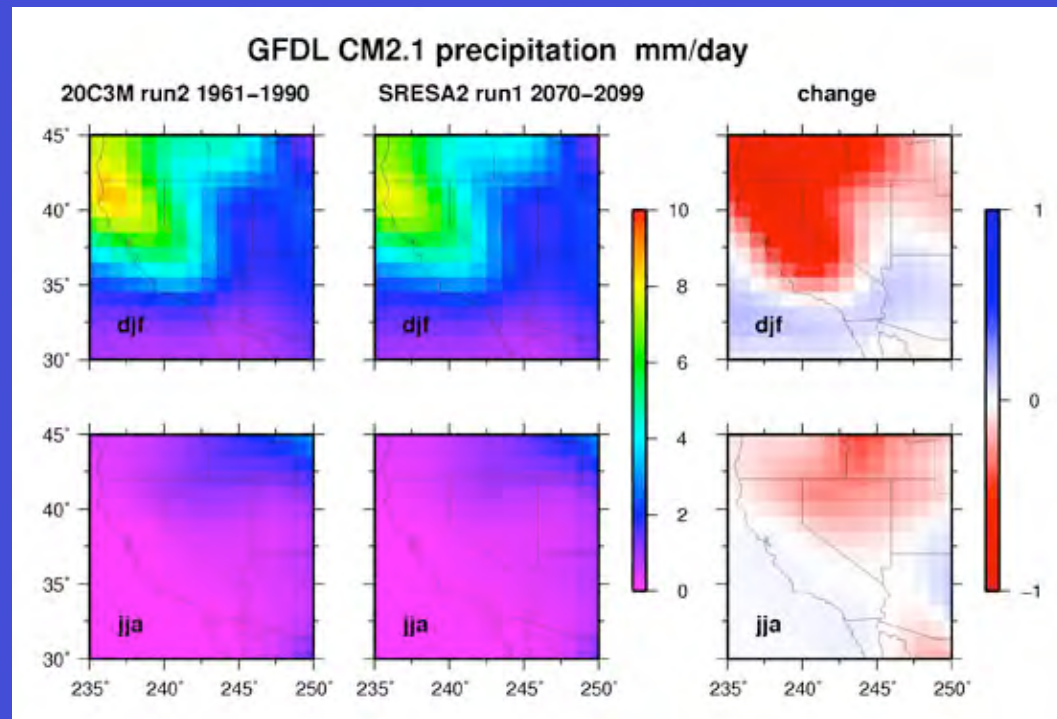 GFDL CM2.1 precipitation mm/day
20C3M run2 1961−1990 SRESA2 run1 2070−2099 change
45˚
40˚
35˚
30˚
djf
djf
djf
10
8
6
4
2
0
1
0
−1
45˚
40˚
35˚
30˚
jja
jja
jja
235˚ 240˚ 245˚ 250˚ 235˚ 240˚ 245˚ 250˚ 235˚ 240˚ 245˚ 250˚